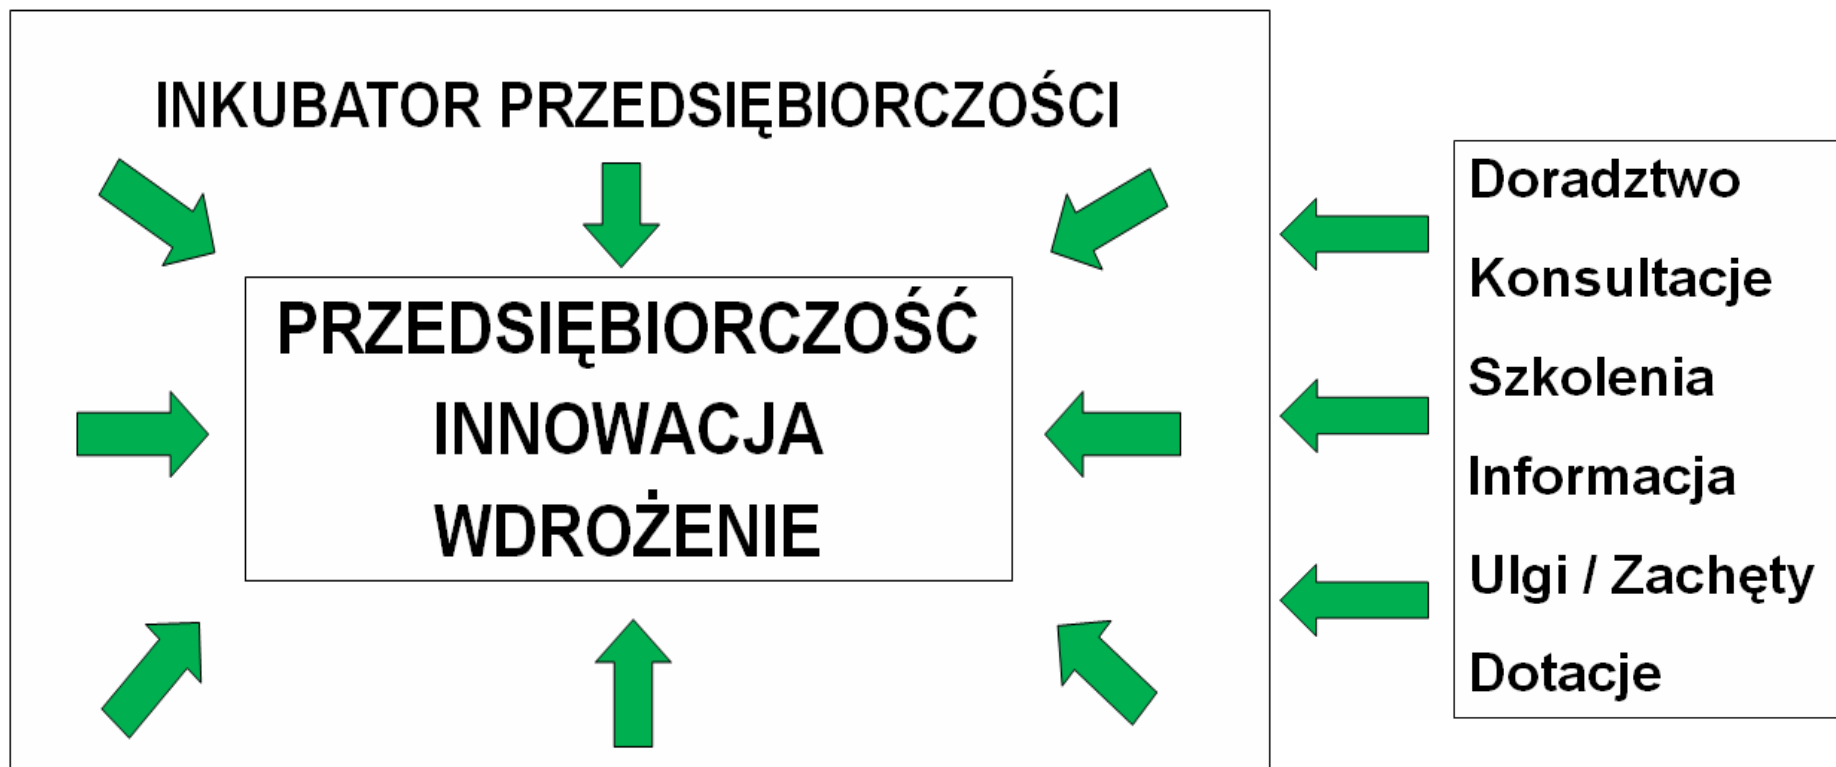 INKUBATOR PRZEDSIĘBIORCZOŚCI
PRZEDSIĘBIORCZOŚĆ
INNOWACJA
WDROŻENIE
Doradztwo
Konsultacje
Szkolenia
Informacja
Ulgi / Zachęty
Dotacje